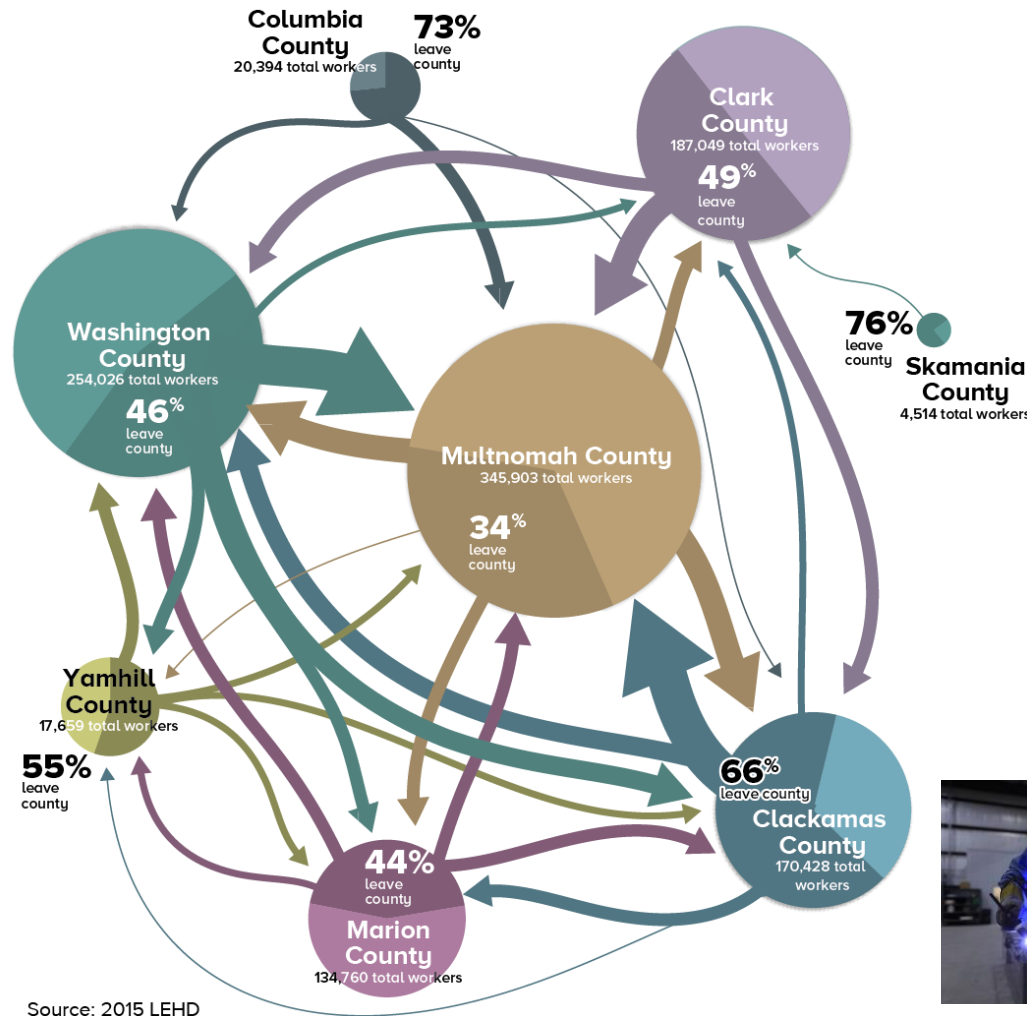 Columbia
County
20,394 total workers
73%
leave
county
Clark
County
187,049 total workers
49%
leave
county
Washington
County
254,026 total workers
46%
leave
county
76%
leave
county
Skamania
County
4,514 total workers
Multnomah County
345,903 total workers
34%
leave
county
Yamhill
County
17,659 total workers
55%
leave
county
66%
leave county
Clackamas
County
170,428 total
workers
44%
leave
county
Marion
County
134,760 total workers
Source: 2015 LEHD